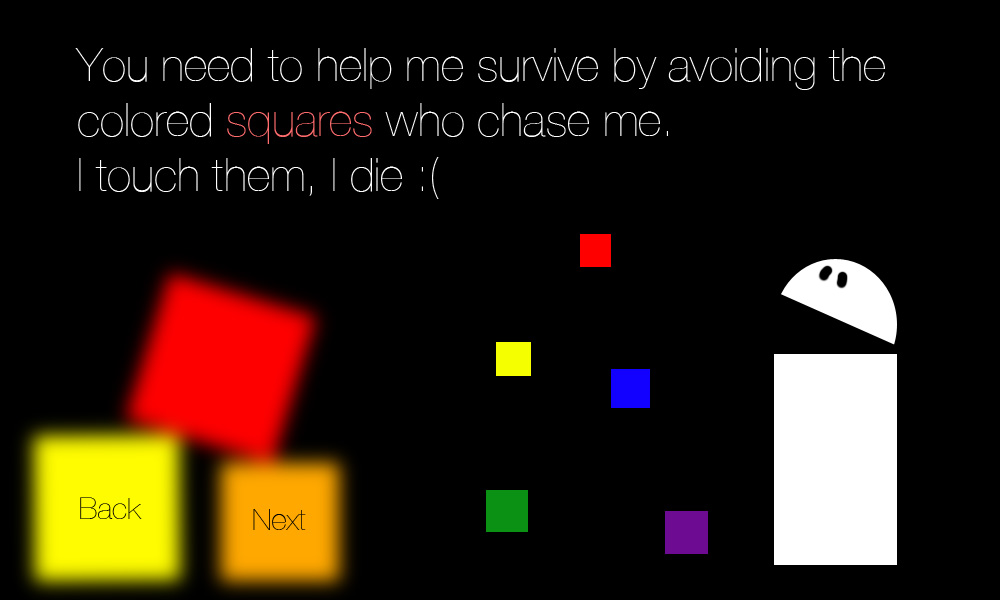 You need to help me survive by avoiding the
colored squares who chase me.
I touch them, I die :(
Back
Next